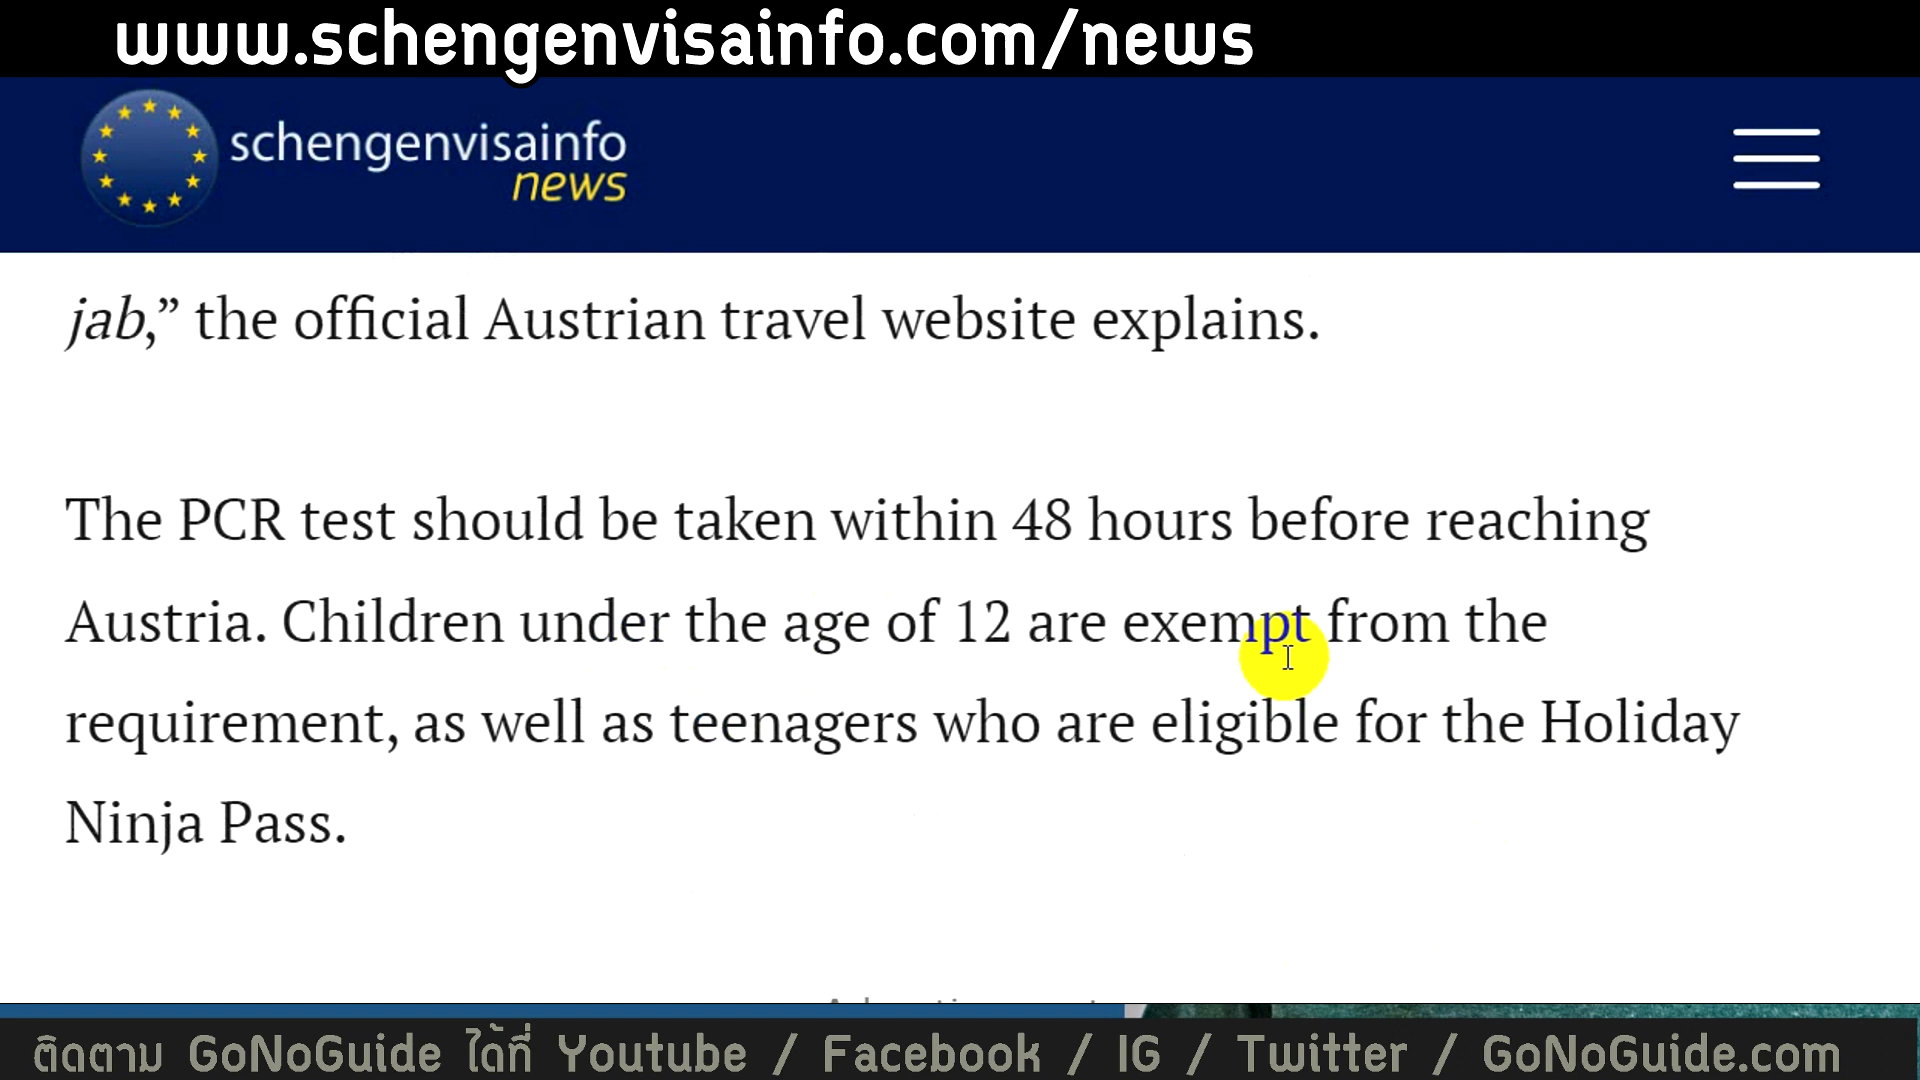 www.schengenvisainfo.com/news
schengenvisainfo
news
jab,” the official Austrian travel website explains.
The PCR test should be taken within 48 hours before reaching
Austria. Children under the age of 12 are exempt from the
requirement, as well as teenagers who are eligible for the Holiday
Ninja Pass.
ติดตาม GoNoGuide ได้ที่ Youtube / Facebook / IG / Twitter / GoNoGuide.com